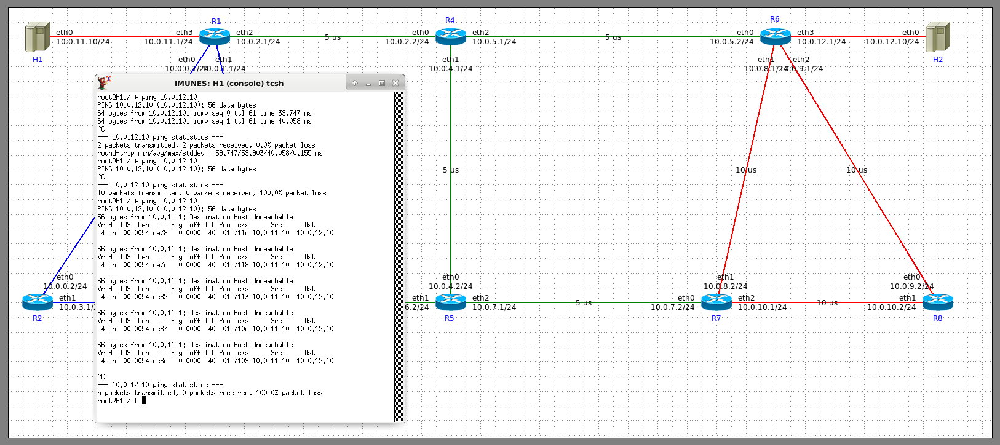 R1
R4
R6
eth0
eth3
eth2
eth0
eth2
eth0
eth3
eth0
10.0.11.10/24
10.0.11.1/24
10.0.2.1/24
5 us
10.0.2.2/24
10.0.5.1/24
5 us
10.0.5.2/24
10.0.12.1/24
10.0.12.10/24
H1
eth0
eth1
eth1
eth1
eth2
H2
10.0.0.1/24
10.0.1.1/24
10.0.4.1/24
10.0.8.1/24
10.0.9.1/24
IMUNES: H1 (console) tcsh
root@H1:/ # ping 10.0.12.10
PING 10.0.12.10 (10.0.12.10): 56 data bytes
64 bytes from 10.0.12.10: icmp_seq=0 ttl=61 time=39.747 ms
64 bytes from 10.0.12.10: icmp_seq=1 ttl=61 time=40.058 ms
^C
--- 10.0.12.10 ping statistics ---
2 packets transmitted, 2 packets received, 0.0% packet loss
round-trip min/avg/max/stddev = 39.747/39.903/40.058/0.155 ms
root@H1:/ # ping 10.0.12.10
PING 10.0.12.10 (10.0.12.10): 56 data bytes
^C
--- 10.0.12.10 ping statistics ---
10 packets transmitted, 0 packets received, 100.0% packet loss
root@H1:/ # ping 10.0.12.10
PING 10.0.12.10 (10.0.12.10): 56 data bytes
36 bytes from 10.0.11.1: Destination Host Unreachable
Vr HL TOS  Len   ID Flg  off TTL Pro  cks      Src      Dst
4  5  00 0054 de78   0 0000  40  01 711d 10.0.11.10  10.0.12.10
36 bytes from 10.0.11.1: Destination Host Unreachable
Vr HL TOS  Len   ID Flg  off TTL Pro  cks      Src      Dst
4  5  00 0054 de7d   0 0000  40  01 7118 10.0.11.10  10.0.12.10
36 bytes from 10.0.11.1: Destination Host Unreachable
Vr HL TOS  Len   ID Flg  off TTL Pro  cks      Src      Dst
4  5  00 0054 de82   0 0000  40  01 7113 10.0.11.10  10.0.12.10
36 bytes from 10.0.11.1: Destination Host Unreachable
Vr HL TOS  Len   ID Flg  off TTL Pro  cks      Src      Dst
4  5  00 0054 de87   0 0000  40  01 710e 10.0.11.10  10.0.12.10
36 bytes from 10.0.11.1: Destination Host Unreachable
Vr HL TOS  Len   ID Flg  off TTL Pro  cks      Src      Dst
4  5  00 0054 de8c   0 0000  40  01 7109 10.0.11.10  10.0.12.10
^C
--- 10.0.12.10 ping statistics ---
5 packets transmitted, 0 packets received, 100.0% packet loss
root@H1:/ #
5 us
10 us
10 us
eth0
eth0
eth1
eth0
10.0.0.2/24
10.0.4.2/24
10.0.8.2/24
10.0.9.2/24
eth1
eth1
eth2
eth0
eth2
eth1
10.0.3.1/
6.2/24
10.0.7.1/24
5 us
10.0.7.2/24
10.0.10.1/24
10 us
10.0.10.2/24
R2
R5
R7
R8